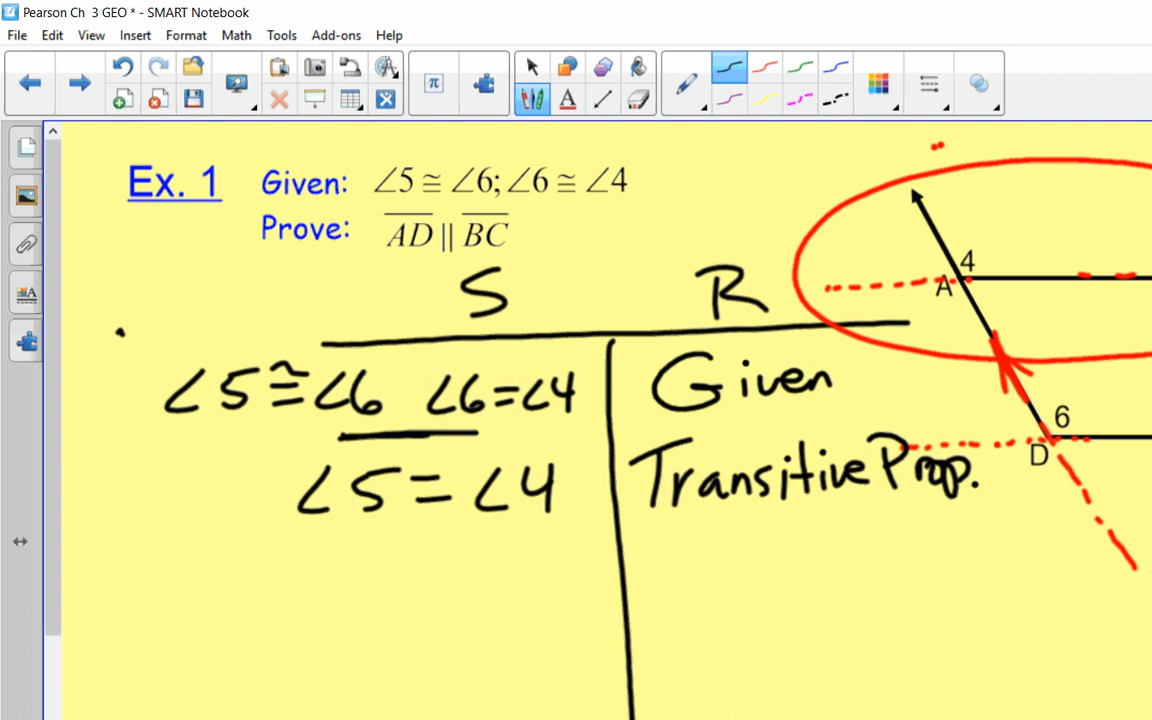 Pearson Ch 3 GEO * - SMART Notebook
File Edit View Insert Format Math Tools Add-ons Help
π
A
Ex. 1 Given: ∠5 ≅ ∠6; ∠6 ≅ ∠4
Prove: AD || BC
S R
4
A
∠5 ≅ ∠6 ∠6 = ∠4 Given
6
D
∠5 = ∠4 Transitive Prop.